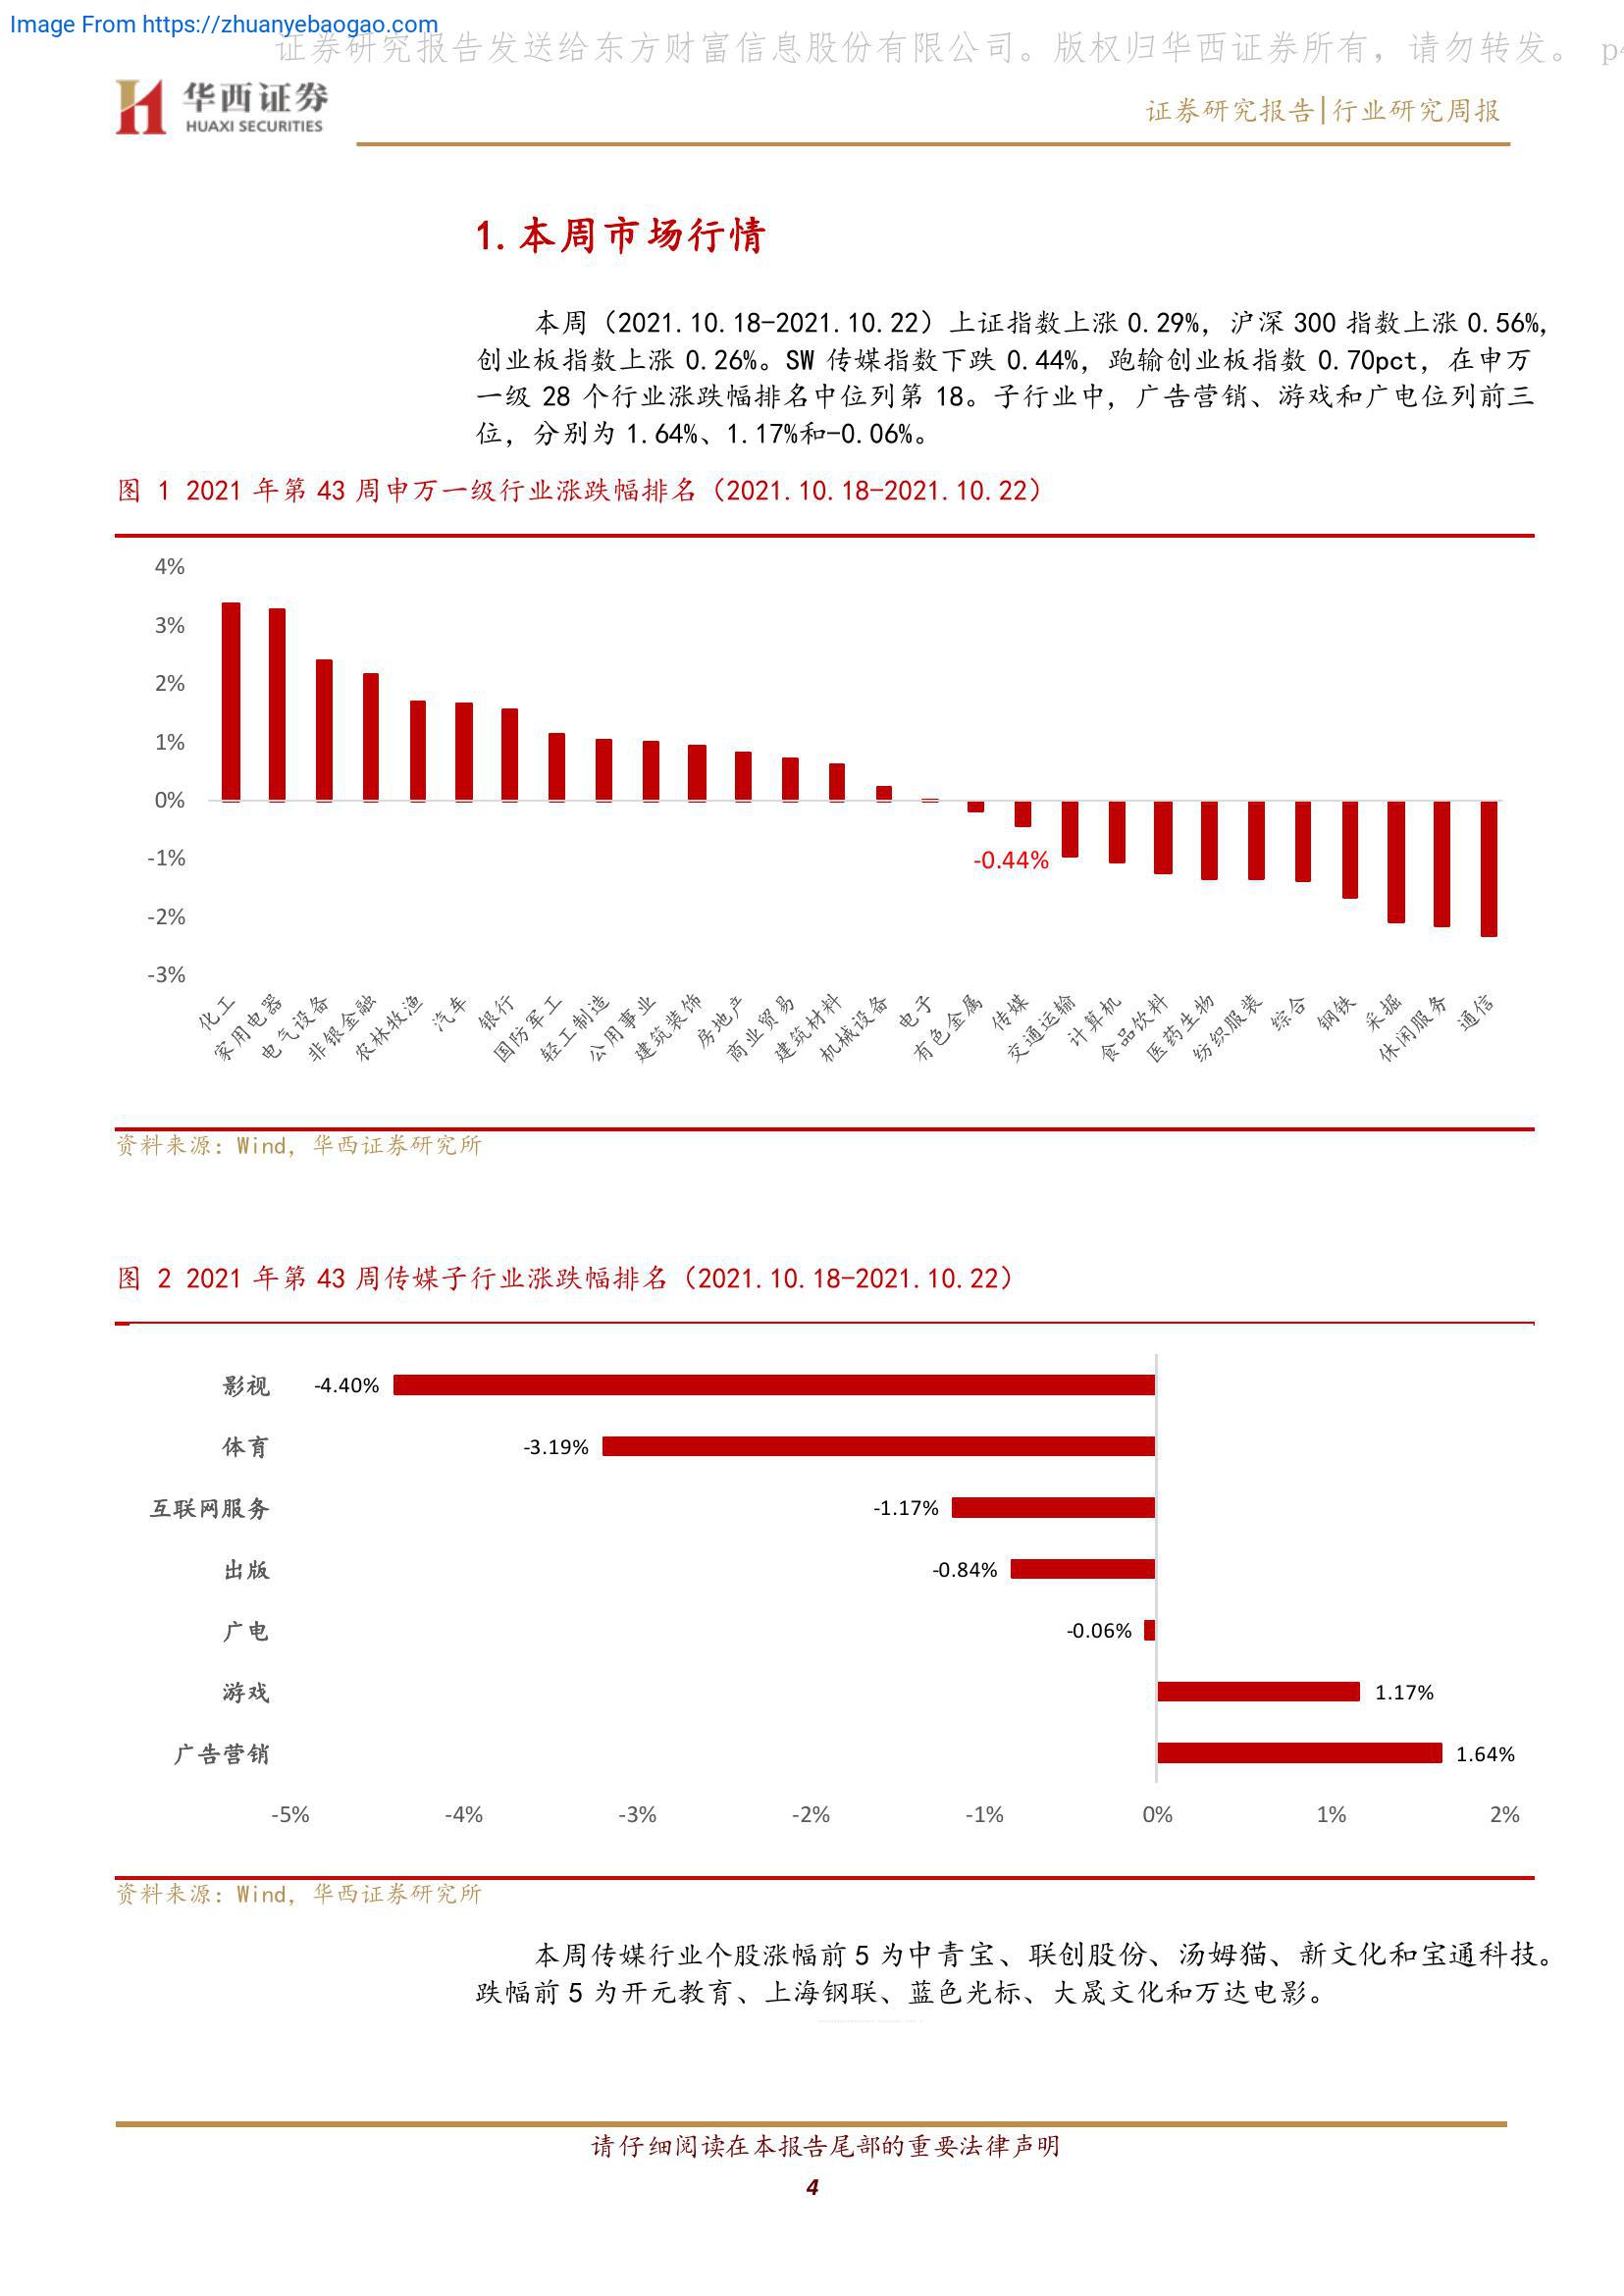 Image From https://zhuanyebaogao.com
证券研究报告发送给东方财富信息股份有限公司。版权归华西证券所有，请勿转发。 p4
华西证券
HUAXI SECURITIES
证券研究报告|行业研究周报
1. 本周市场行情
本周（2021.10.18-2021.10.22）上证指数上涨 0.29%，沪深 300 指数上涨 0.56%，
创业板指数上涨 0.26%。SW 传媒指数下跌 0.44%，跑输创业板指数 0.70pct，在申万
一级 28 个行业涨跌幅排名中位列第 18。子行业中，广告营销、游戏和广电位列前三
位，分别为 1.64%、1.17%和-0.06%。
图 1 2021 年第 43 周申万一级行业涨跌幅排名（2021.10.18-2021.10.22）
4%
3%
2%
1%
0%
-1%
-2%
-3%
-0.44%
化工
家用电器
电气设备
非银金融
农林牧渔
汽车
银行
国防军工
轻工制造
公用事业
建筑装饰
房地产
商业贸易
建筑材料
机械设备
电子
有色金属
传媒
交通运输
计算机
食品饮料
医药生物
纺织服装
综合
钢铁
采掘
休闲服务
通信
资料来源：Wind，华西证券研究所
图 2 2021 年第 43 周传媒子行业涨跌幅排名（2021.10.18-2021.10.22）
影视 -4.40%
体育 -3.19%
互联网服务 -1.17%
出版 -0.84%
广电 -0.06%
游戏 1.17%
广告营销 1.64%
-5% -4% -3% -2% -1% 0% 1% 2%
资料来源：Wind，华西证券研究所
本周传媒行业个股涨幅前 5 为中青宝、联创股份、汤姆猫、新文化和宝通科技。
跌幅前 5 为开元教育、上海钢联、蓝色光标、大晟文化和万达电影。
请仔细阅读在本报告尾部的重要法律声明
4